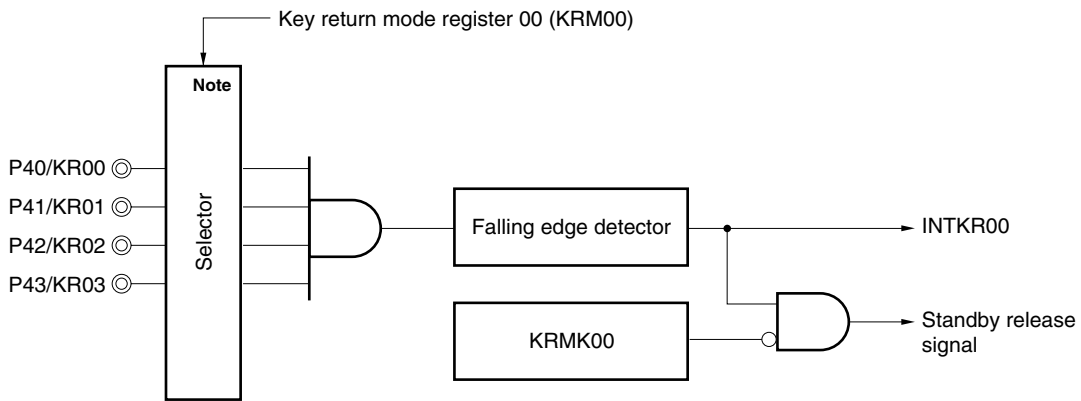 Key return mode register 00 (KRM00)
Note
P40/KR00
P41/KR01
P42/KR02
P43/KR03
Selector
Falling edge detector
INTKR00
KRMK00
Standby release
signal